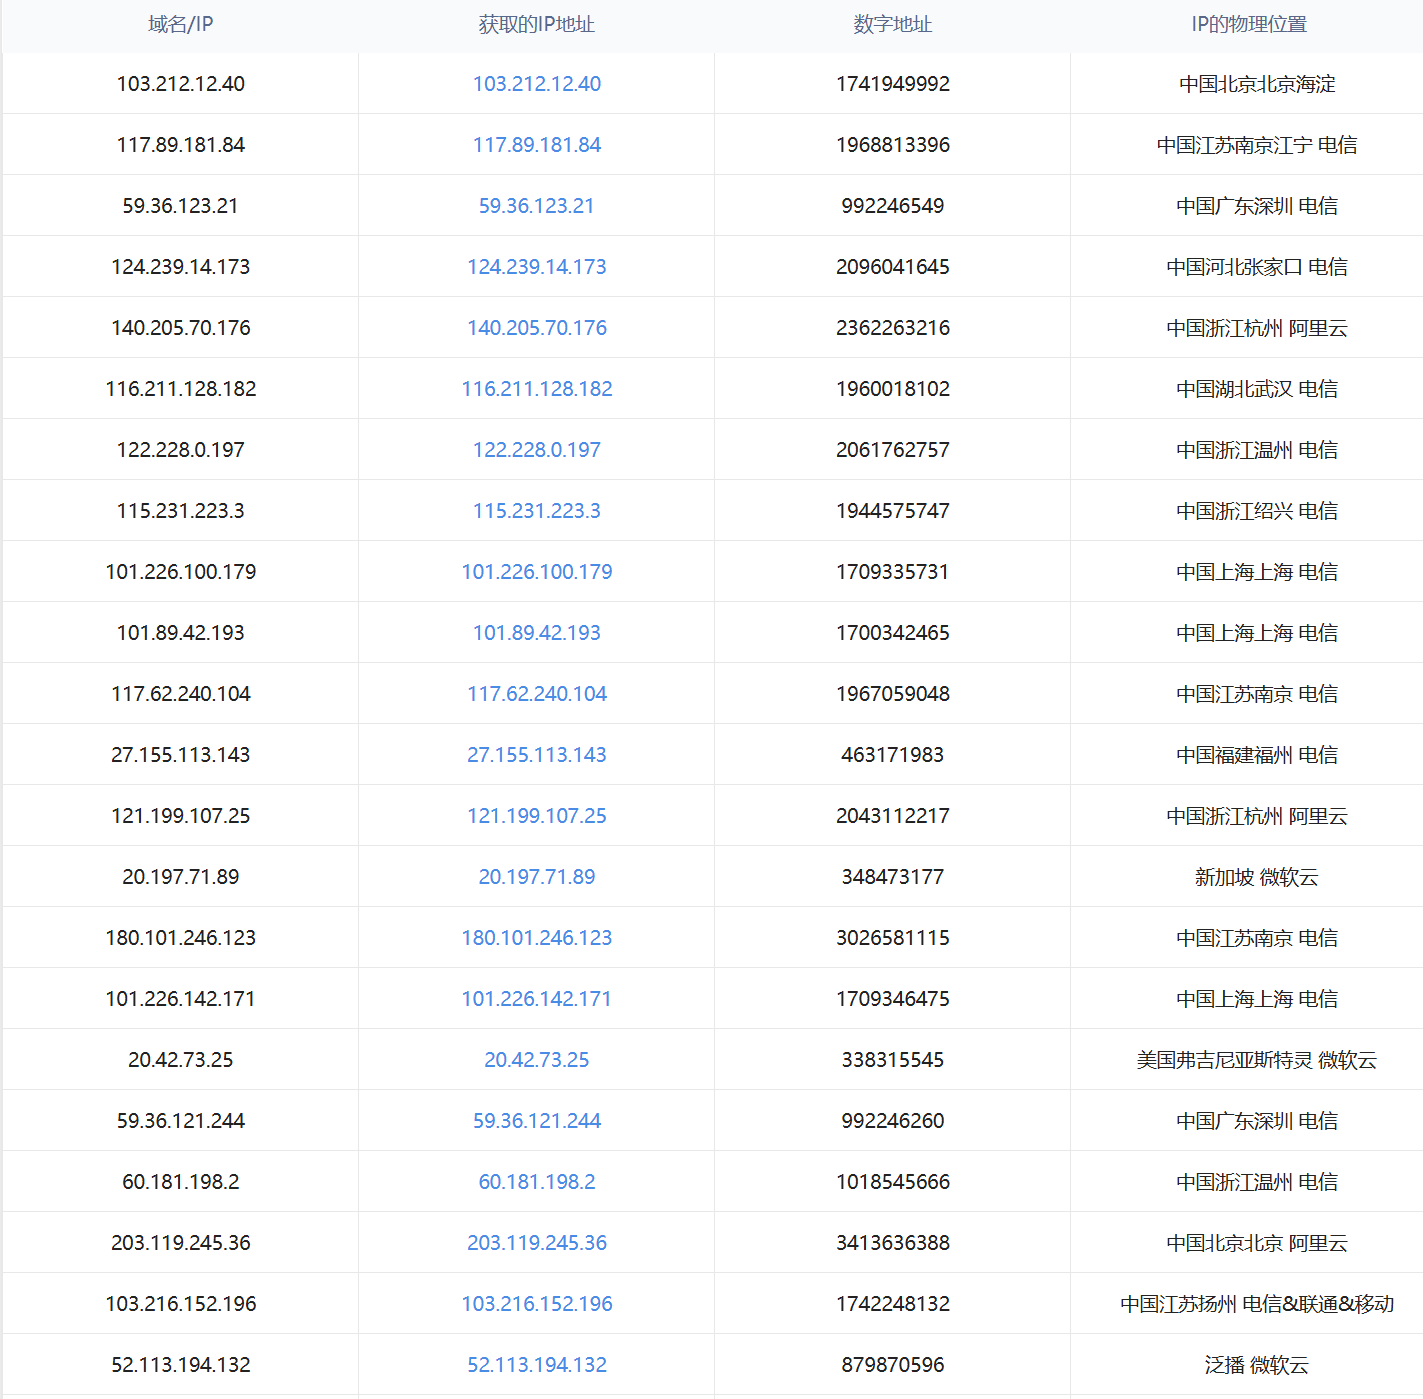 域名/IP 获取的IP地址 数字地址 IP的物理位置
103.212.12.40 103.212.12.40 1741949992 中国北京北京海淀
117.89.181.84 117.89.181.84 1968813396 中国江苏南京江宁 电信
59.36.123.21 59.36.123.21 992246549 中国广东深圳 电信
124.239.14.173 124.239.14.173 2096041645 中国河北张家口 电信
140.205.70.176 140.205.70.176 2362263216 中国浙江杭州 阿里云
116.211.128.182 116.211.128.182 1960018102 中国湖北武汉 电信
122.228.0.197 122.228.0.197 2061762757 中国浙江温州 电信
115.231.223.3 115.231.223.3 1944575747 中国浙江绍兴 电信
101.226.100.179 101.226.100.179 1709335731 中国上海上海 电信
101.89.42.193 101.89.42.193 1700342465 中国上海上海 电信
117.62.240.104 117.62.240.104 1967059048 中国江苏南京 电信
27.155.113.143 27.155.113.143 463171983 中国福建福州 电信
121.199.107.25 121.199.107.25 2043112217 中国浙江杭州 阿里云
20.197.71.89 20.197.71.89 348473177 新加坡 微软云
180.101.246.123 180.101.246.123 3026581115 中国江苏南京 电信
101.226.142.171 101.226.142.171 1709346475 中国上海上海 电信
20.42.73.25 20.42.73.25 338315545 美国弗吉尼亚斯特灵 微软云
59.36.121.244 59.36.121.244 992246260 中国广东深圳 电信
60.181.198.2 60.181.198.2 1018545666 中国浙江温州 电信
203.119.245.36 203.119.245.36 3413636388 中国北京北京 阿里云
103.216.152.196 103.216.152.196 1742248132 中国江苏扬州 电信&联通&移动
52.113.194.132 52.113.194.132 879870596 泛播 微软云